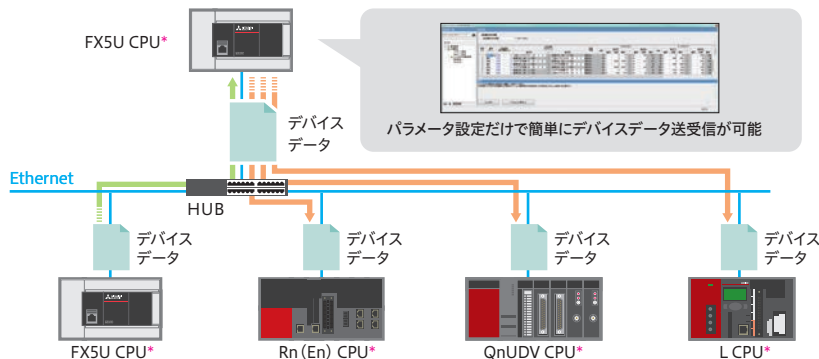 FX5U CPU*
パラメータ設定だけで簡単にデバイスデータ送受信が可能
デバイス
データ
Ethernet
HUB
デバイス
データ
デバイス
データ
デバイス
データ
デバイス
データ
FX5U CPU*
Rn(En) CPU*
QnUDV CPU*
L CPU*